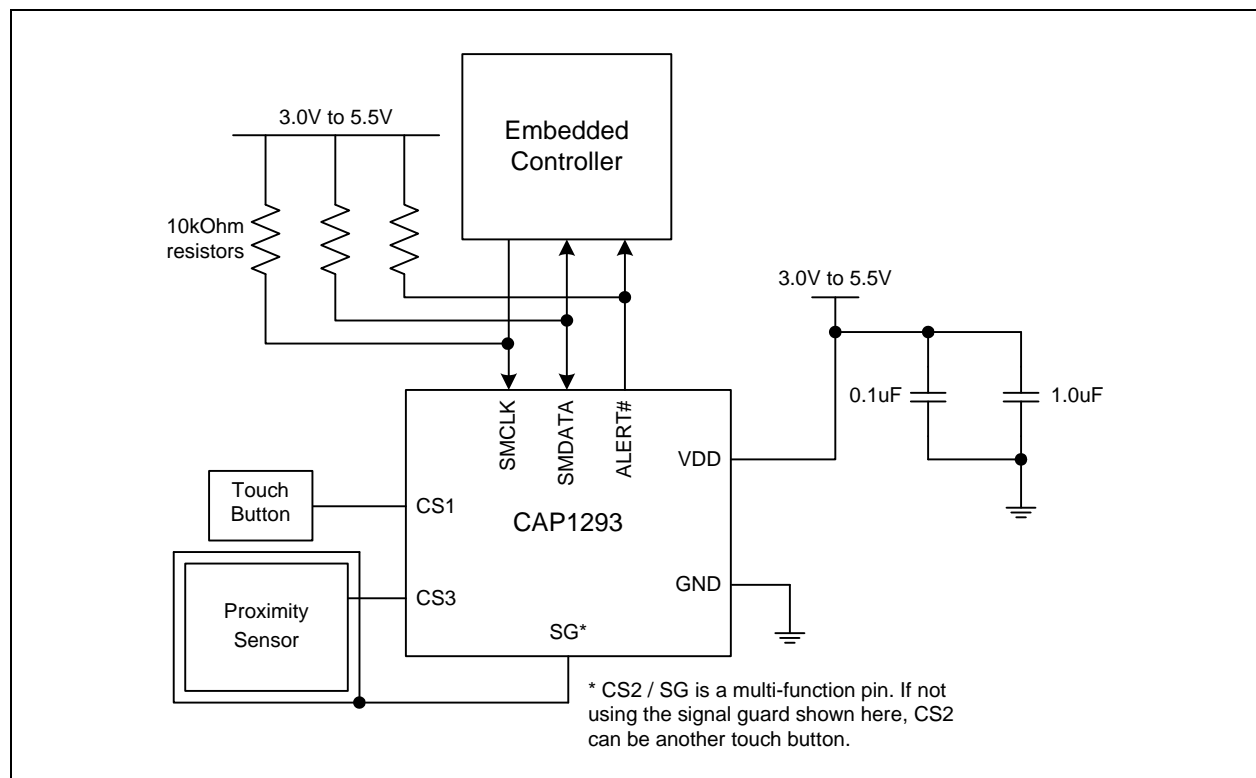 3.0V to 5.5V
Embedded
Controller
10kOhm
resistors
3.0V to 5.5V
0.1uF
1.0uF
SMCLK
SMDATA
ALERT#
VDD
Touch
Button
CS1
CAP1293
Proximity
Sensor
CS3
GND
SG*
* CS2 / SG is a multi-function pin. If not
using the signal guard shown here, CS2
can be another touch button.